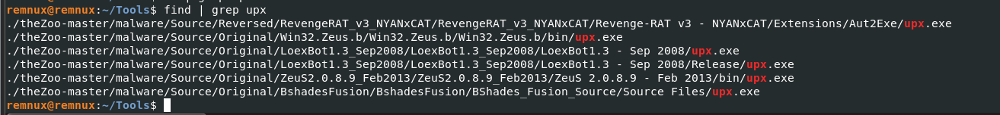 remnux@remnux:~/Tools$ find | grep upx
./theZoo-master/malware/Source/Reversed/RevengeRAT_v3_NYANxCAT/RevengeRAT_v3_NYANxCAT/Revenge-RAT v3 - NYANxCAT/Extensions/Aut2Exe/upx.exe
./theZoo-master/malware/Source/Original/Win32.Zeus.b/Win32.Zeus.b/Win32.Zeus.b/bin/upx.exe
./theZoo-master/malware/Source/Original/LoexBot1.3_Sep2008/LoexBot1.3_Sep2008/LoexBot1.3 - Sep 2008/upx.exe
./theZoo-master/malware/Source/Original/LoexBot1.3_Sep2008/LoexBot1.3_Sep2008/LoexBot1.3 - Sep 2008/Release/upx.exe
./theZoo-master/malware/Source/Original/ZeuS2.0.8.9_Feb2013/ZeuS2.0.8.9_Feb2013/ZeuS 2.0.8.9 - Feb 2013/bin/upx.exe
./theZoo-master/malware/Source/Original/BshadesFusion/BshadesFusion/BShades_Fusion_Source/Source Files/upx.exe
remnux@remnux:~/Tools$